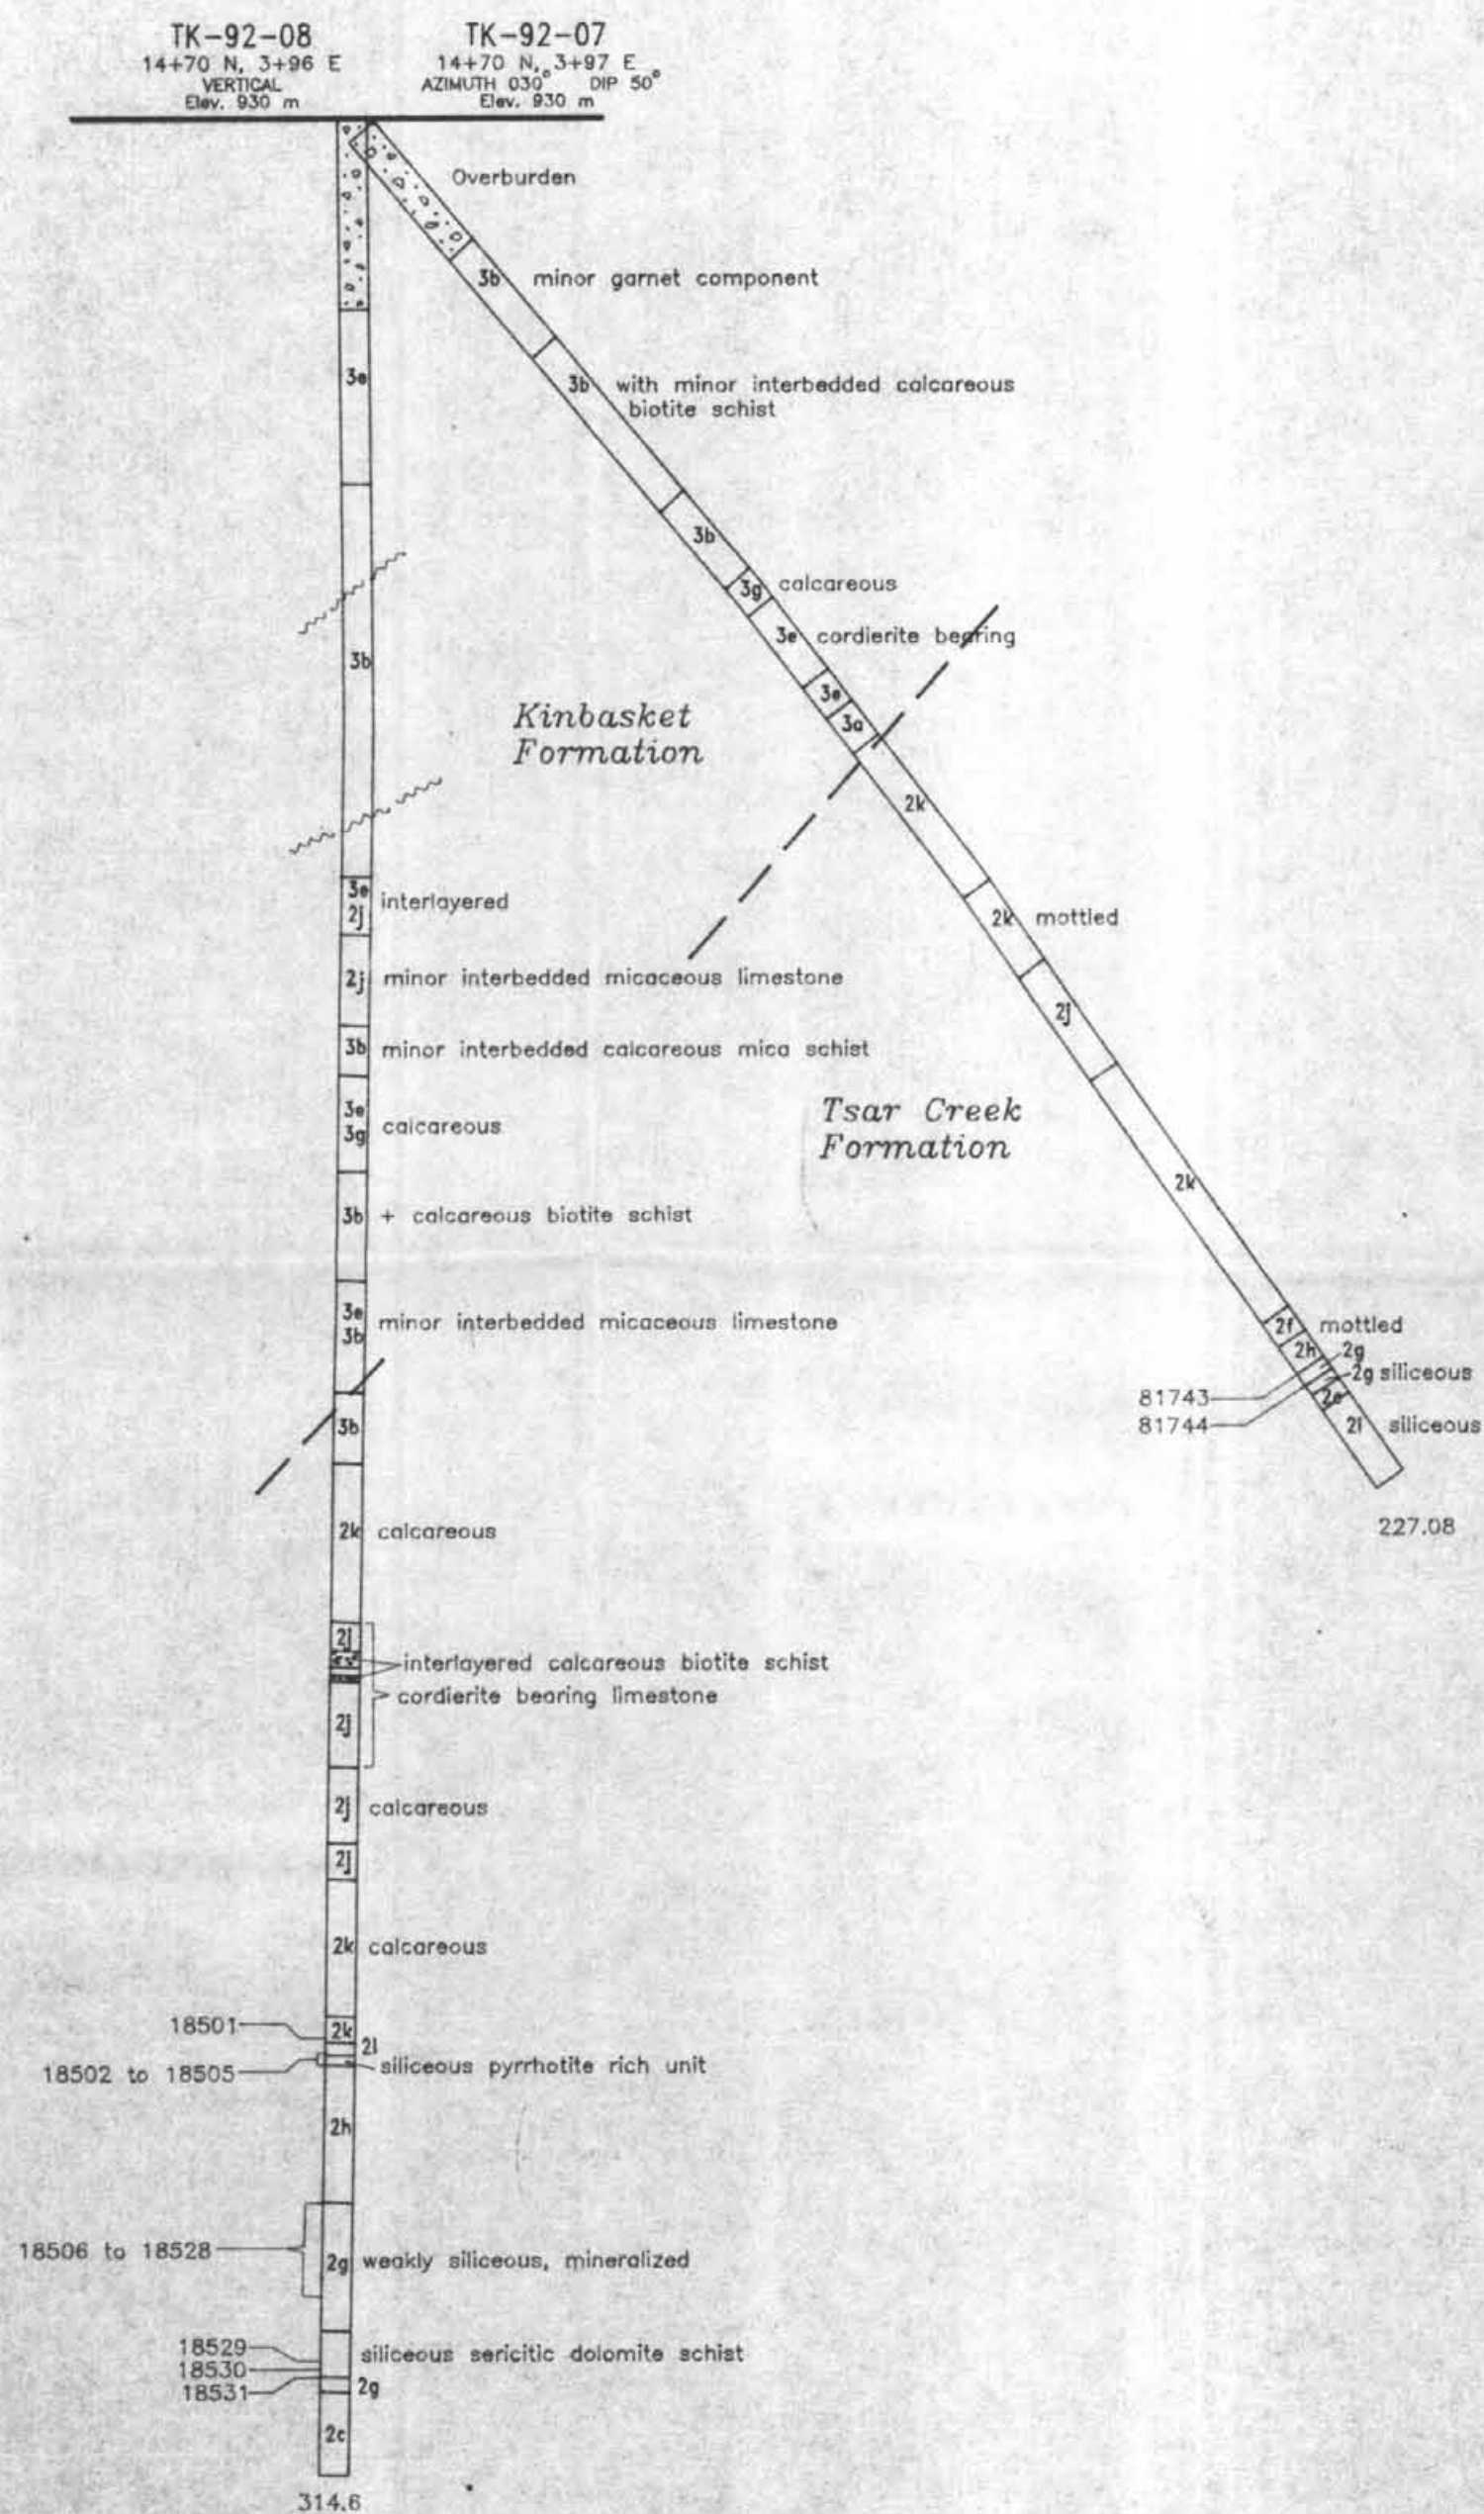 TK-92-08
14+70 N, 3+96 E
VERTICAL
Elev. 930 m
TK-92-07
14+70 N, 3+97 E
AZIMUTH 030° DIP 50°
Elev. 930 m
Overburden
3b minor garnet component
3b with minor interbedded calcareous
biotite schist
3b
3g calcareous
3e cordierite bearing
3e
3a
2k
2k mottled
2j
2k
2f mottled
2h
2g
2g siliceous
81743
81744
2i siliceous
227.08
Kinbasket
Formation
Tsar Creek
Formation
3e
3b
3e
2j
interlayered
2j minor interbedded micaceous limestone
3b minor interbedded calcareous mica schist
3e
3g
calcareous
3b + calcareous biotite schist
3e
3b
minor interbedded micaceous limestone
3b
2k calcareous
2j
interlayered calcareous biotite schist
cordierite bearing limestone
2j
2j calcareous
2j
2k calcareous
18501
2k
2i
18502 to 18505
siliceous pyrrhotite rich unit
2h
18506 to 18528
2g weakly siliceous, mineralized
18529
18530
18531
siliceous sericitic dolomite schist
2g
2c
314.6